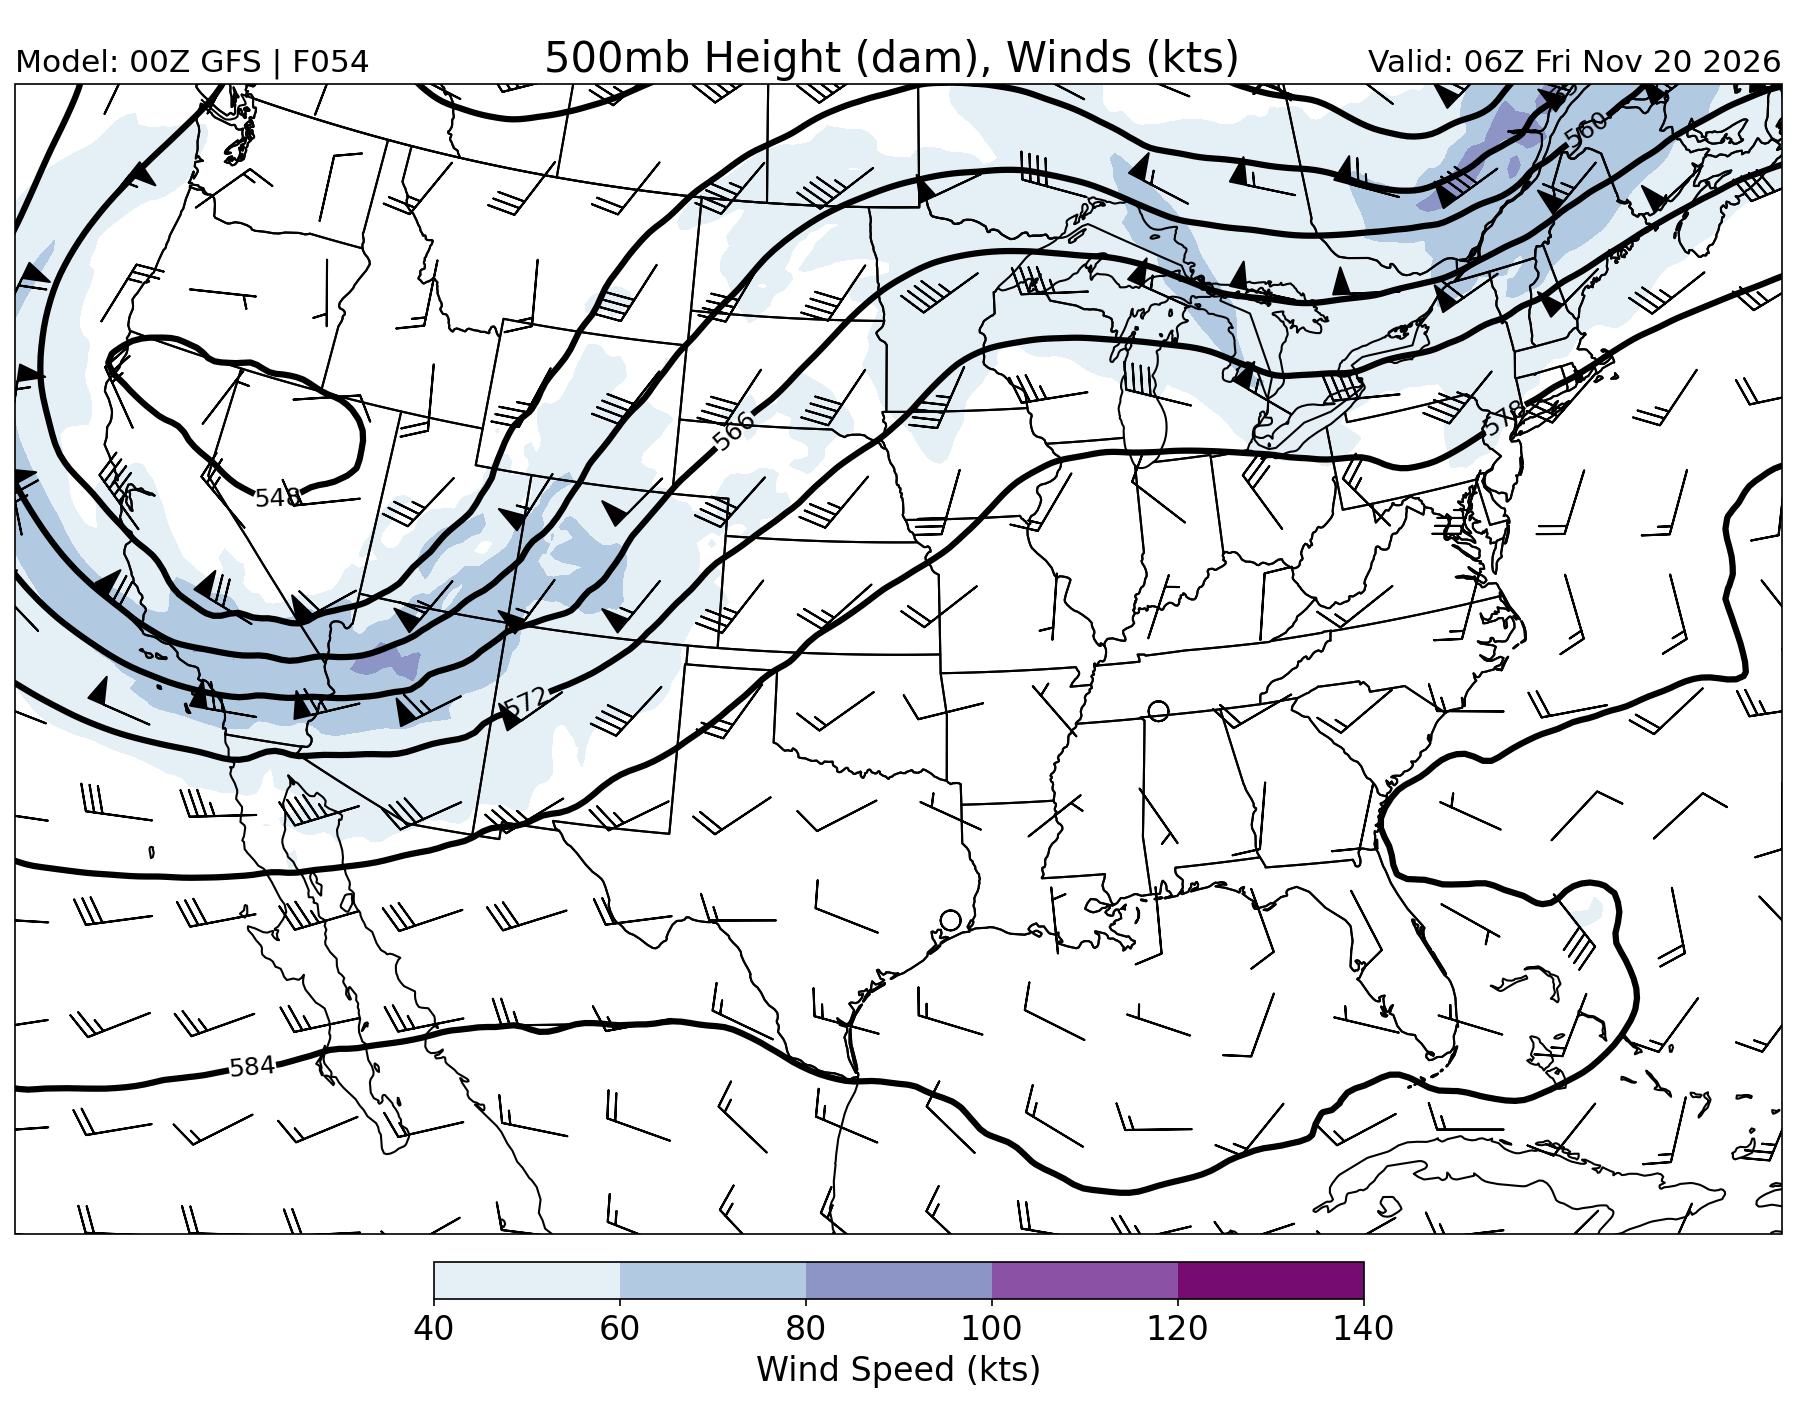 Model: 00Z GFS | F054
500mb Height (dam), Winds (kts)
Valid: 06Z Fri Nov 20 2026
560
566
578
548
572
584
40 60 80 100 120 140
Wind Speed (kts)